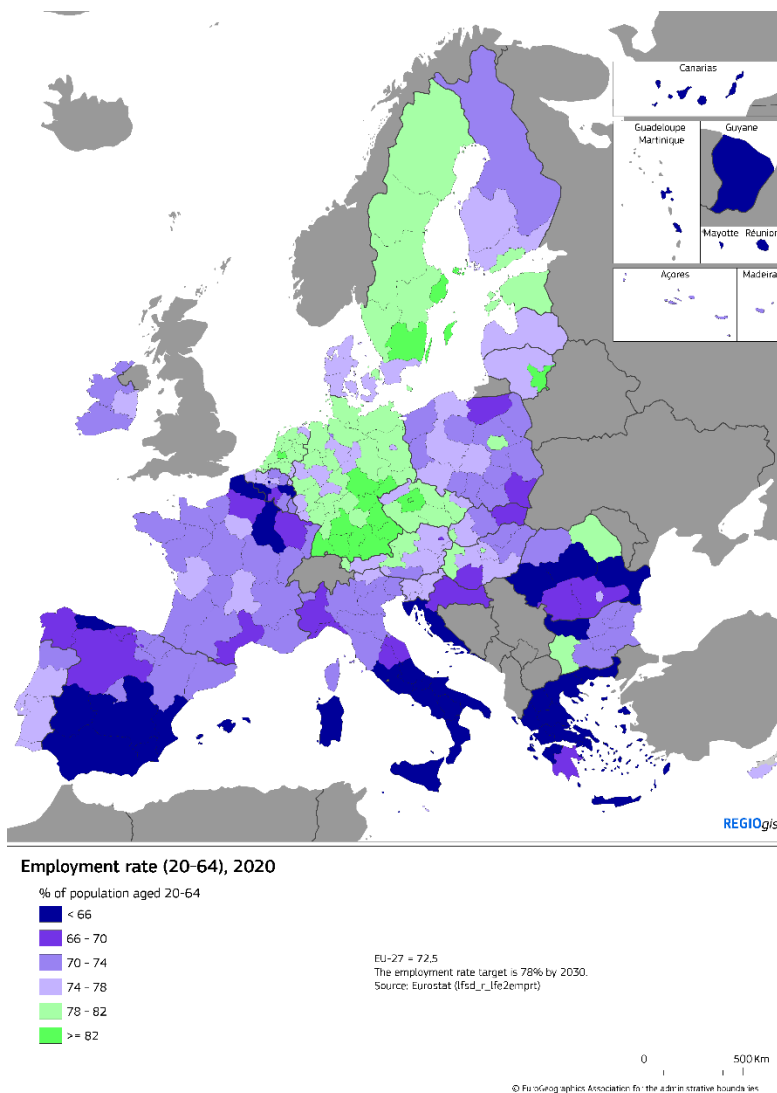 Canarias
Guadeloupe
Martinique
Guyane
Mayotte
Réunion
Açores
Madeira
REGIOgis
Employment rate (20-64), 2020
% of population aged 20-64
< 66
66 - 70
70 - 74
74 - 78
78 - 82
>= 82
EU-27 = 72,5
The employment rate target is 78% by 2030.
Source: Eurostat (lfsd_r_lfe2emprt)
0 500 Km
© EuroGeographics Association for the administrative boundaries